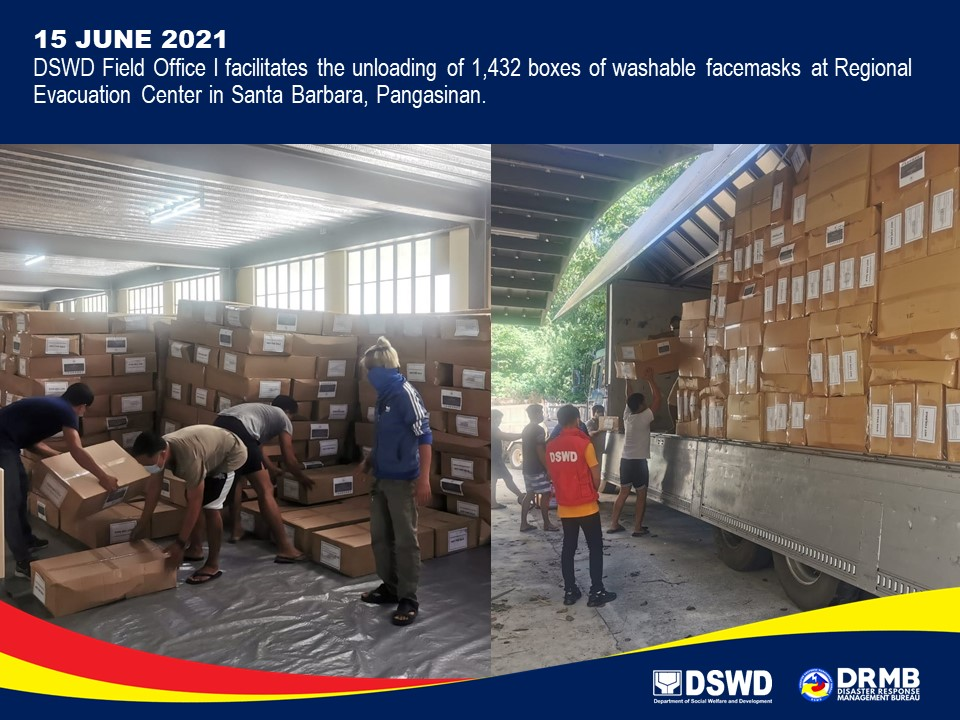 15 JUNE 2021
DSWD Field Office I facilitates the unloading of 1,432 boxes of washable facemasks at Regional
Evacuation Center in Santa Barbara, Pangasinan.
DSWD
DSWD
Department of Social Welfare and Development
DRMB
DISASTER RESPONSE
MANAGEMENT BUREAU